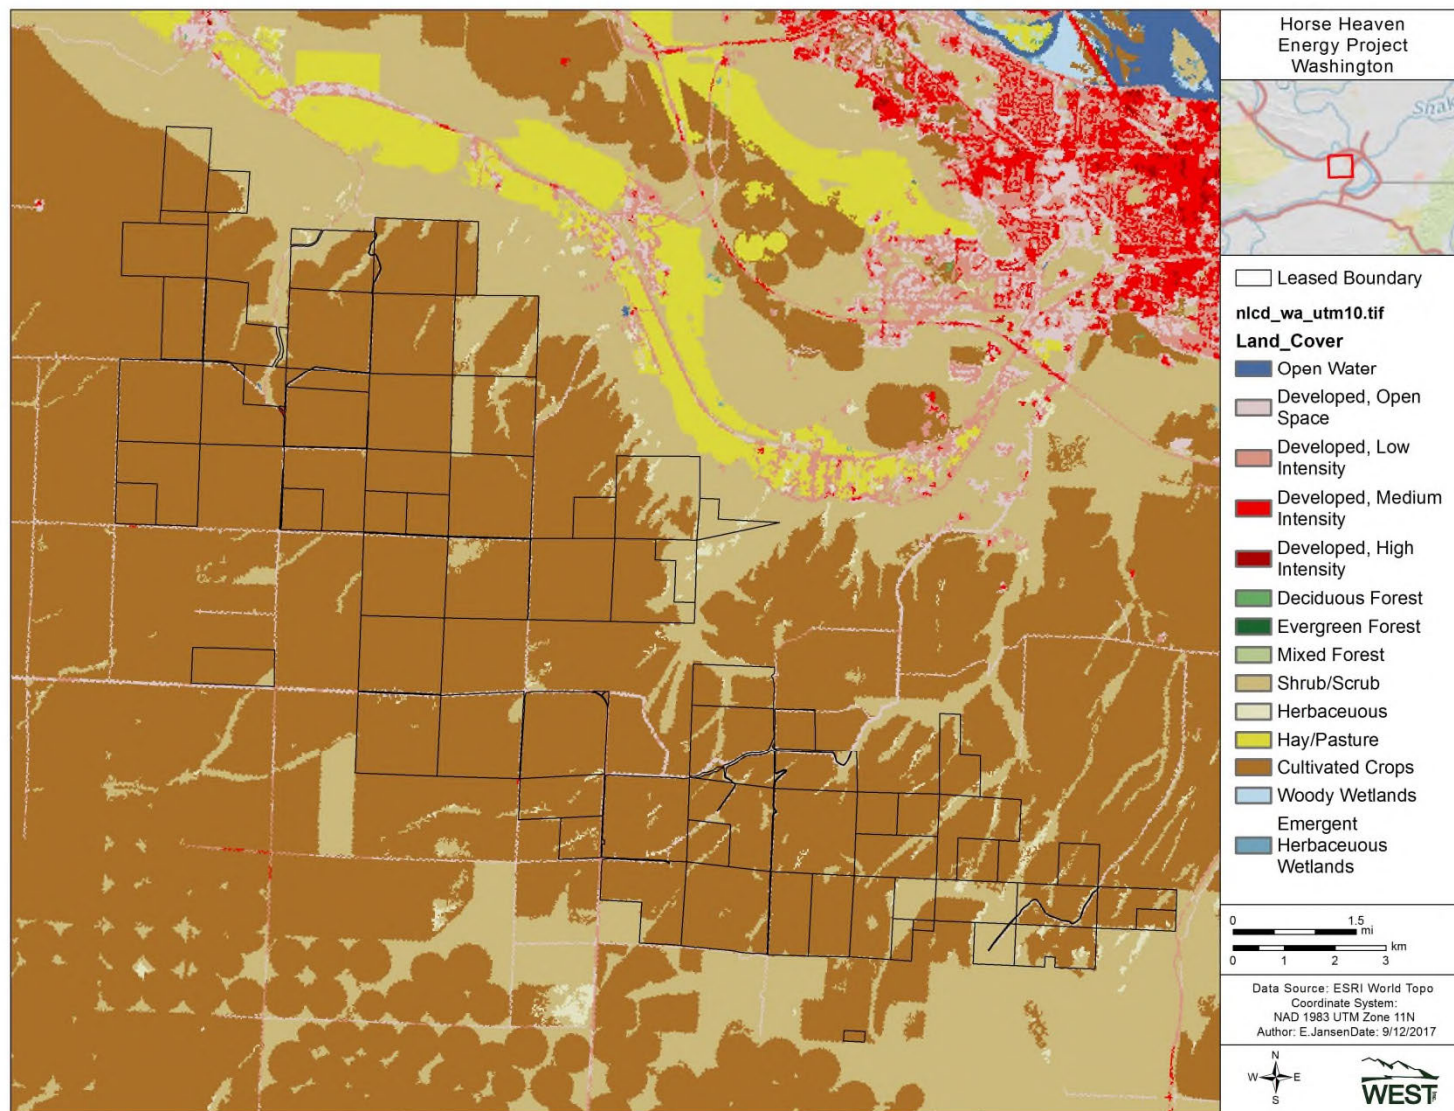 Horse Heaven
Energy Project
Washington
Leased Boundary
nlcd_wa_utm10.tif
Land_Cover
Open Water
Developed, Open
Space
Developed, Low
Intensity
Developed, Medium
Intensity
Developed, High
Intensity
Deciduous Forest
Evergreen Forest
Mixed Forest
Shrub/Scrub
Herbaceuous
Hay/Pasture
Cultivated Crops
Woody Wetlands
Emergent
Herbaceuous
Wetlands
0 1.5
mi
km
0 1 2 3
Data Source: ESRI World Topo
Coordinate System:
NAD 1983 UTM Zone 11N
Author: E.JansenDate: 9/12/2017
N
W E
S
WEST